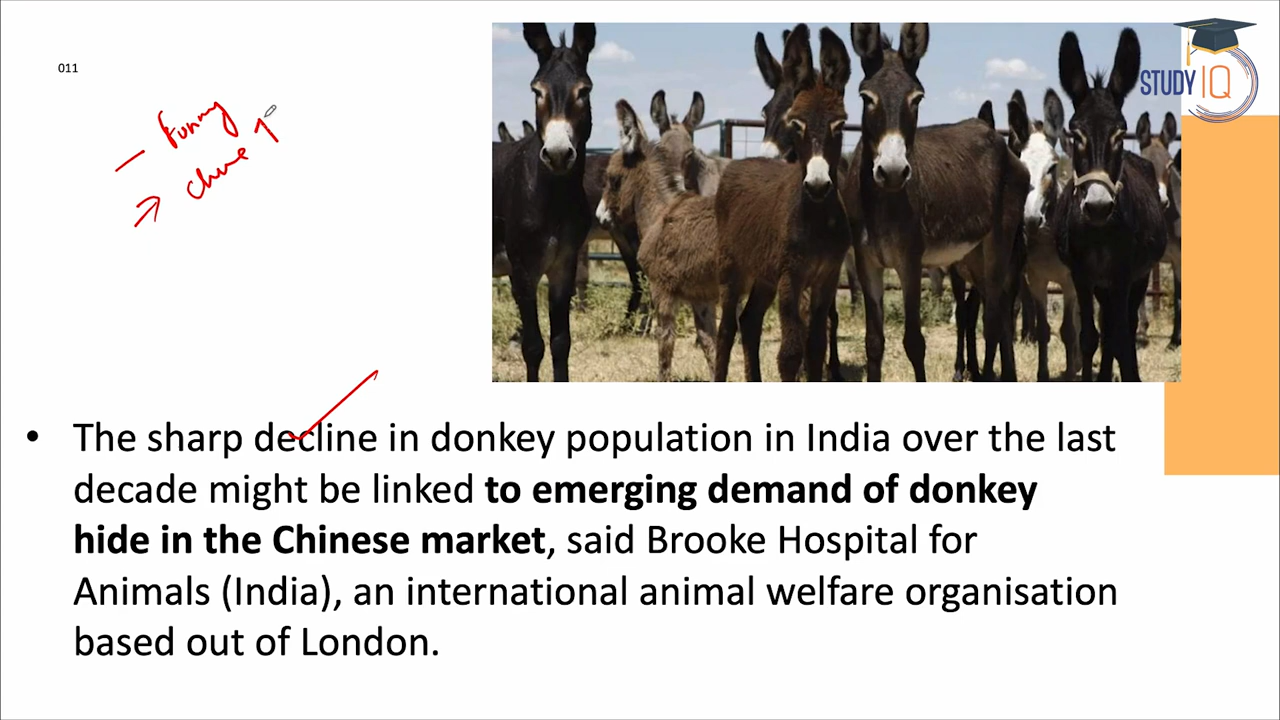 011
STUDY IQ
- Funny
→ chine ↑
• The sharp decline in donkey population in India over the last
decade might be linked to emerging demand of donkey
hide in the Chinese market, said Brooke Hospital for
Animals (India), an international animal welfare organisation
based out of London.